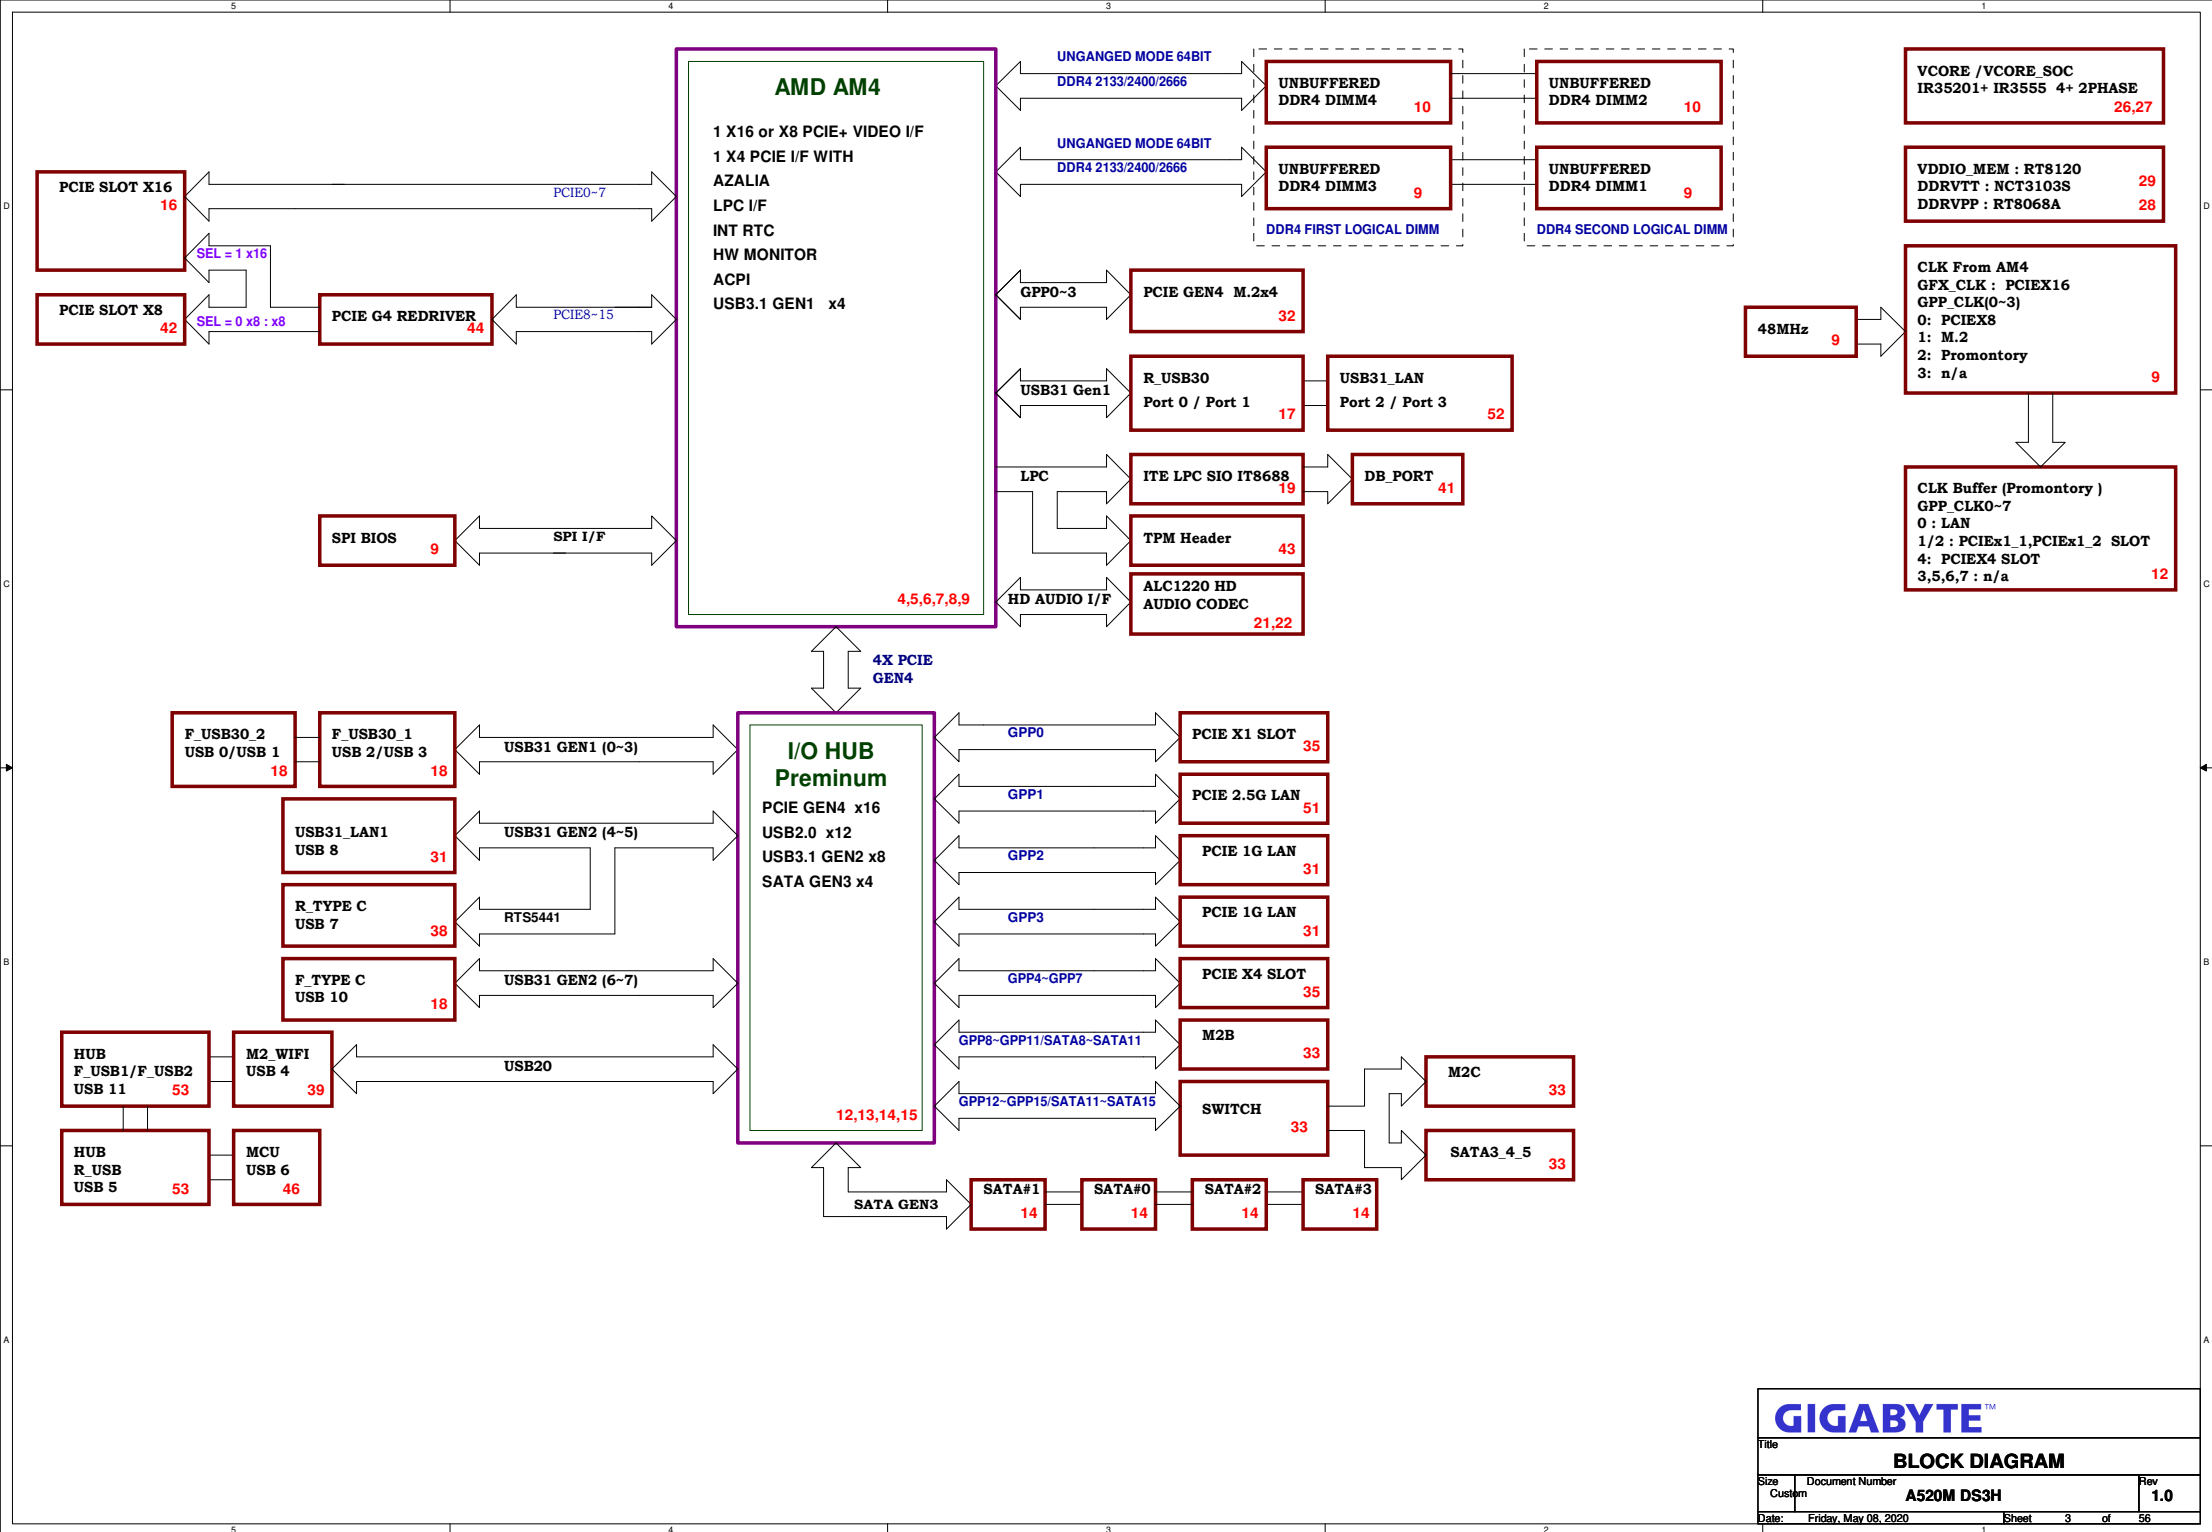 5 4 3 2 1
AMD AM4
1 X16 or X8 PCIE+ VIDEO I/F
1 X4 PCIE I/F WITH
AZALIA
LPC I/F
INT RTC
HW MONITOR
ACPI
USB3.1 GEN1 x4
4,5,6,7,8,9
UNGANGED MODE 64BIT
DDR4 2133/2400/2666
UNBUFFERED
DDR4 DIMM4
10
UNBUFFERED
DDR4 DIMM2
10
UNGANGED MODE 64BIT
DDR4 2133/2400/2666
UNBUFFERED
DDR4 DIMM3
9
UNBUFFERED
DDR4 DIMM1
9
DDR4 FIRST LOGICAL DIMM
DDR4 SECOND LOGICAL DIMM
VCORE /VCORE_SOC
IR35201+ IR3555 4+ 2PHASE
26,27
VDDIO_MEM : RT8120
29
DDRVTT : NCT3103S
DDRVPP : RT8068A
28
D
D
PCIE SLOT X16
16
PCIE0~7
SEL = 1 x16
PCIE SLOT X8
42
SEL = 0 x8 : x8
PCIE G4 REDRIVER
44
PCIE8~15
GPP0~3
PCIE GEN4 M.2x4
32
48MHz
9
CLK From AM4
GFX_CLK : PCIEX16
GPP_CLK(0~3)
0: PCIEX8
1: M.2
2: Promontory
3: n/a
9
USB31 Gen1
R_USB30
Port 0 / Port 1
17
USB31_LAN
Port 2 / Port 3
52
LPC
ITE LPC SIO IT8688
19
DB_PORT
41
TPM Header
43
CLK Buffer (Promontory )
GPP_CLK0~7
0 : LAN
1/2 : PCIEx1_1,PCIEx1_2 SLOT
4: PCIEX4 SLOT
3,5,6,7 : n/a
12
SPI BIOS
9
SPI I/F
HD AUDIO I/F
ALC1220 HD
AUDIO CODEC
21,22
C
C
4X PCIE
GEN4
I/O HUB
Preminum
PCIE GEN4 x16
USB2.0 x12
USB3.1 GEN2 x8
SATA GEN3 x4
12,13,14,15
F_USB30_2
USB 0/USB 1
18
F_USB30_1
USB 2/USB 3
18
USB31 GEN1 (0~3)
USB31_LAN1
USB 8
31
USB31 GEN2 (4~5)
R_TYPE C
USB 7
38
RTS5441
F_TYPE C
USB 10
18
USB31 GEN2 (6~7)
HUB
F_USB1/F_USB2
USB 11
53
M2_WIFI
USB 4
39
USB20
HUB
R_USB
USB 5
53
MCU
USB 6
46
GPP0
PCIE X1 SLOT
35
GPP1
PCIE 2.5G LAN
51
GPP2
PCIE 1G LAN
31
GPP3
PCIE 1G LAN
31
GPP4~GPP7
PCIE X4 SLOT
35
GPP8~GPP11/SATA8~SATA11
M2B
33
GPP12~GPP15/SATA11~SATA15
SWITCH
33
M2C
33
SATA3_4_5
33
SATA GEN3
SATA#1
14
SATA#0
14
SATA#2
14
SATA#3
14
B
B
A
A
GIGABYTE™
Title
BLOCK DIAGRAM
Size
Custom
Document Number
A520M DS3H
Rev
1.0
Date: Friday, May 08, 2020 Sheet 3 of 56
5 4 3 2 1